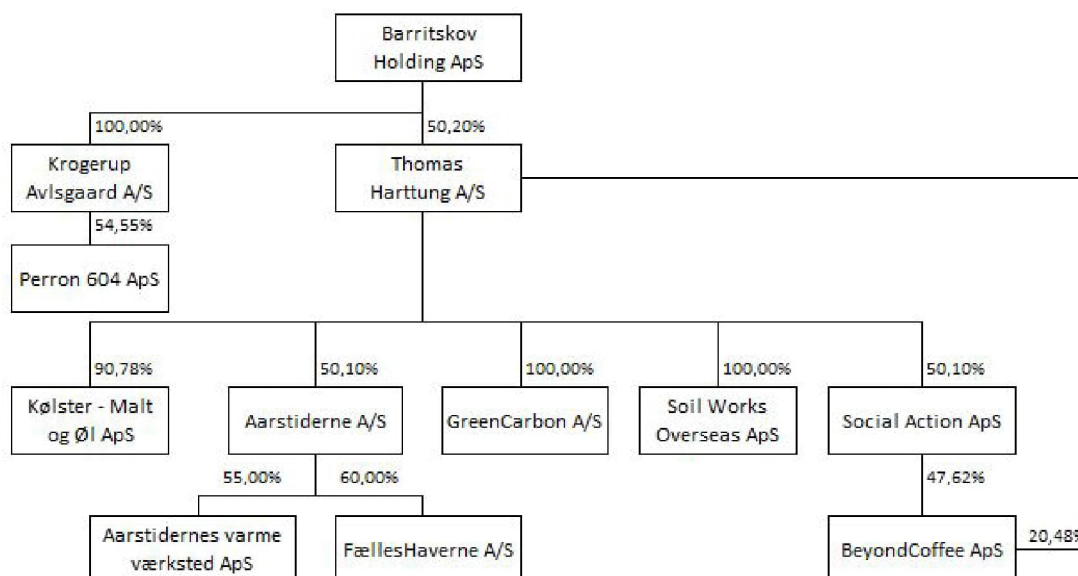 Barritskov
Holding ApS
100,00%
50,20%
Krogerup
Avlsgaard A/S
Thomas
Harttung A/S
54,55%
Perron 604 ApS
90,78%
50,10%
100,00%
100,00%
50,10%
Kølster - Malt
og Øl ApS
Aarstiderne A/S
GreenCarbon A/S
Soil Works
Overseas ApS
Social Action ApS
55,00%
60,00%
47,62%
Aarstidernes varme
værksted ApS
FællesHaverne A/S
BeyondCoffee ApS
20,48%